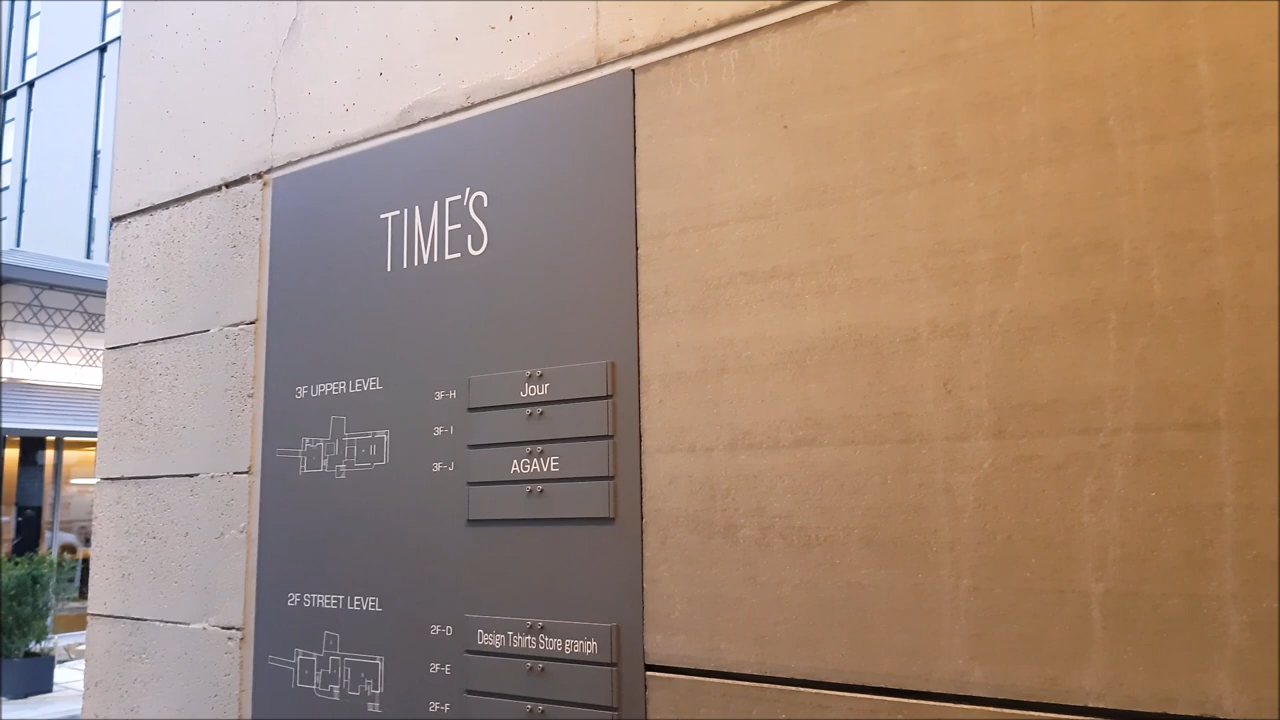 TIME'S
3F UPPER LEVEL
3F-H Jour
3F-I
3F-J AGAVE
2F STREET LEVEL
2F-D Design Tshirts Store graniph
2F-E
2F-F